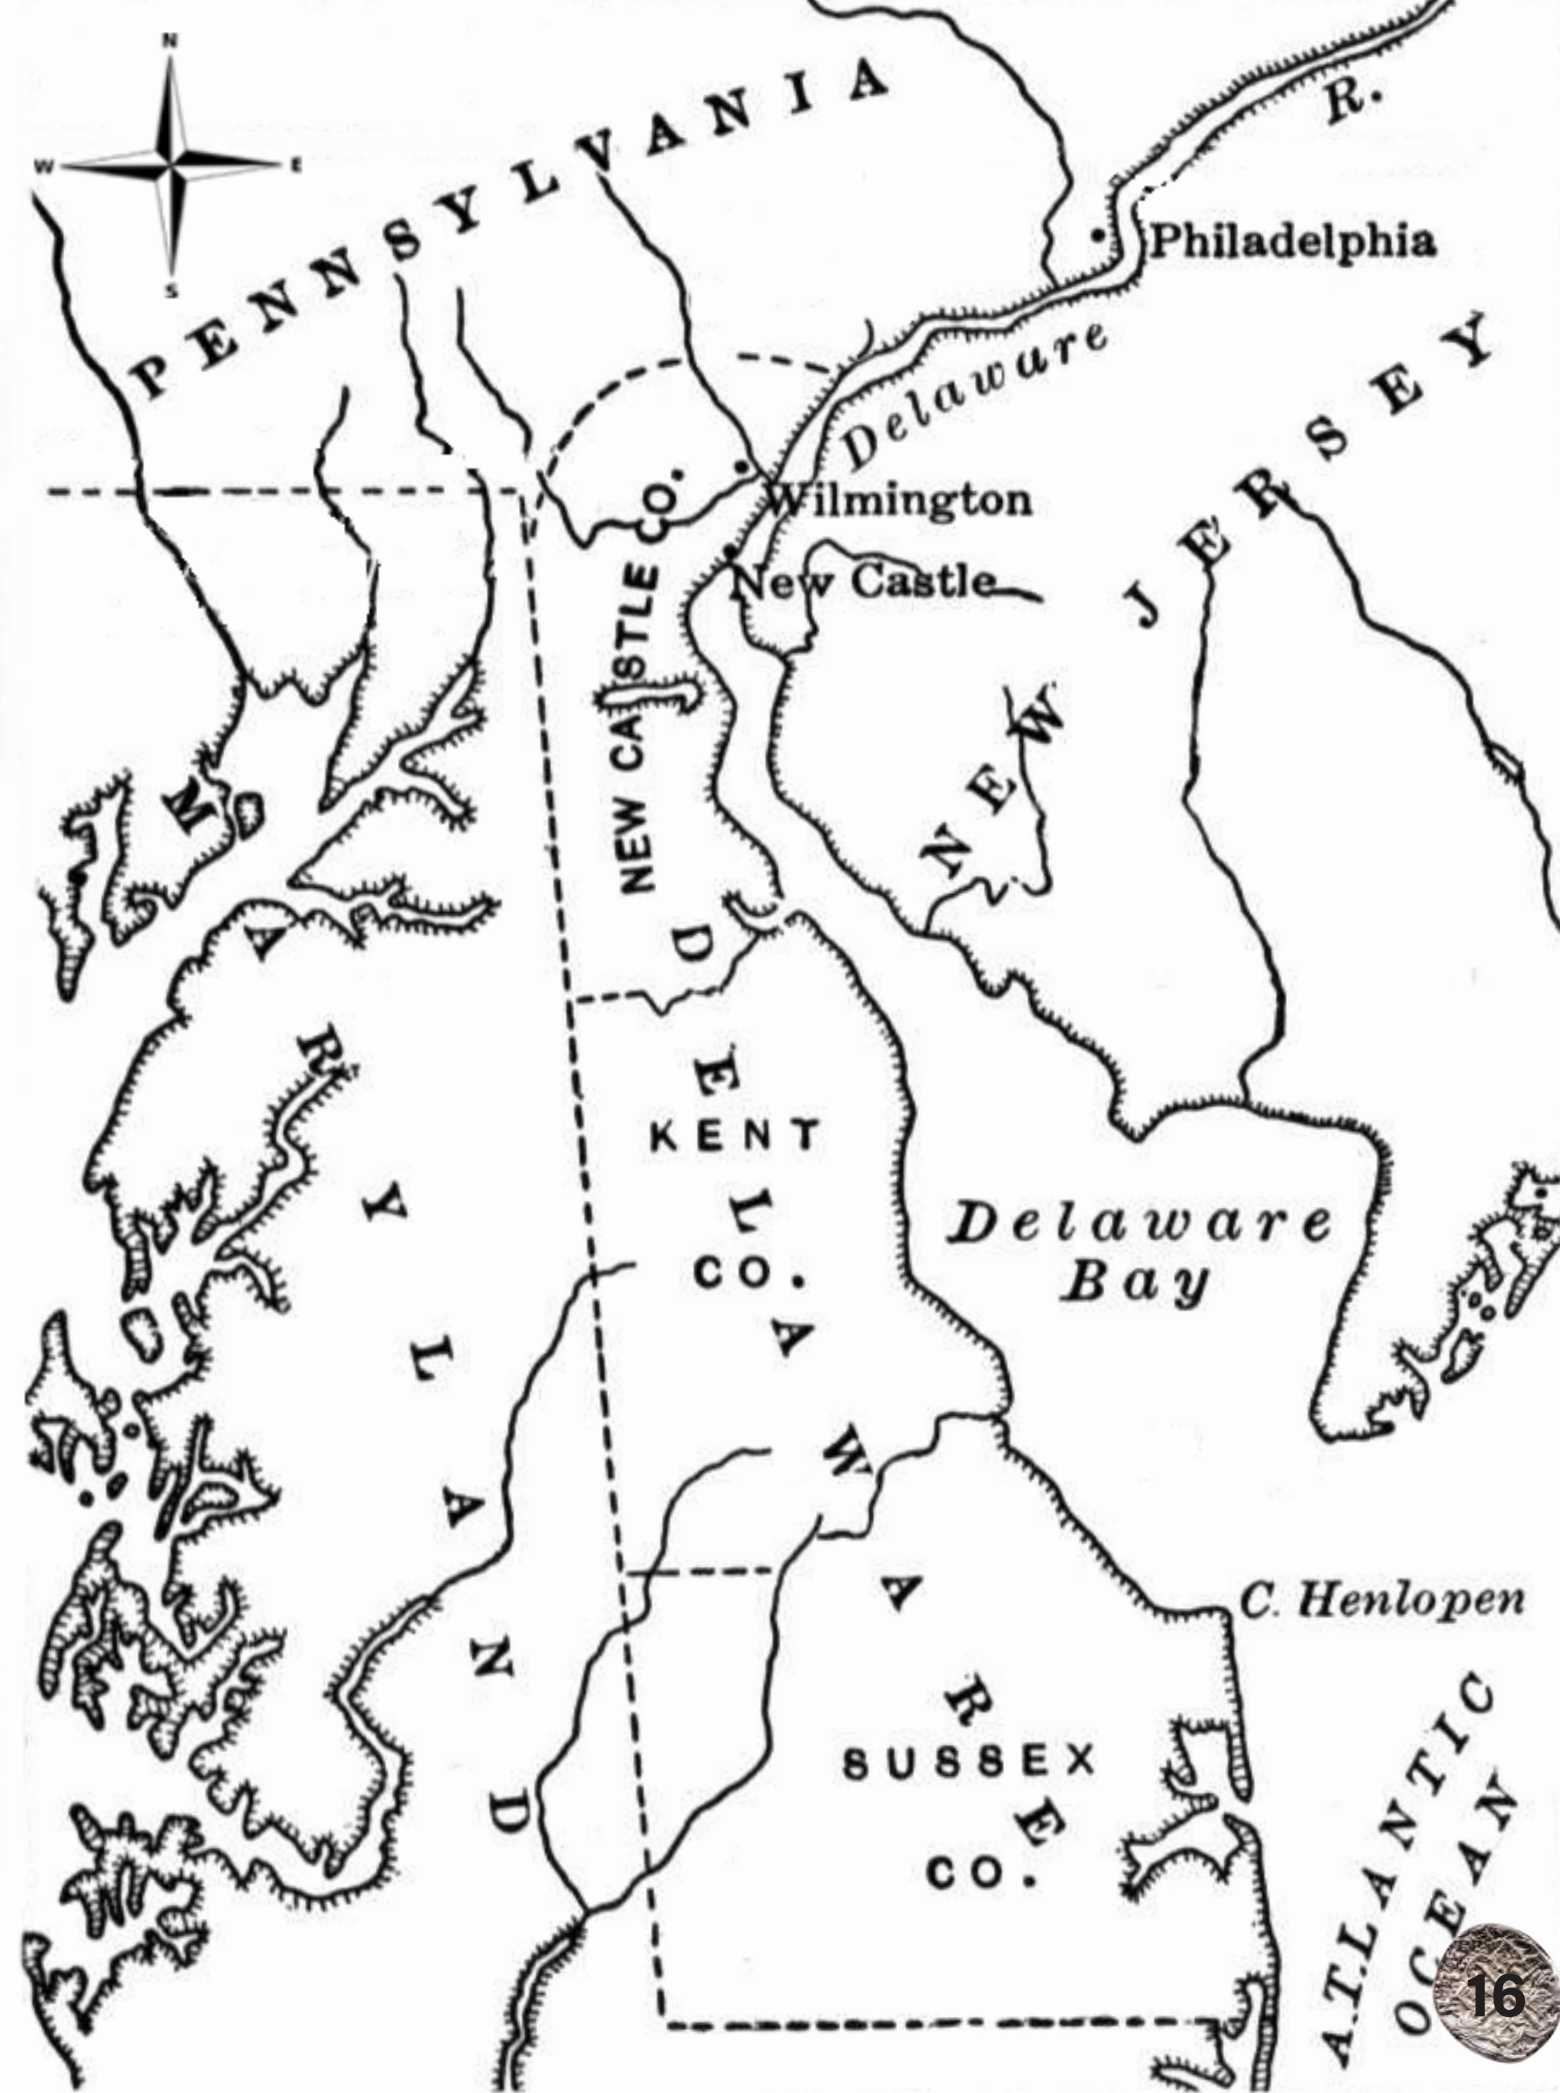 N
W E
S
PENNSYLVANIA
R.
Philadelphia
Delaware
NEW JERSEY
Wilmington
New Castle
NEW CASTLE CO.
MARYLAND
DELAWARE
KENT
CO.
Delaware
Bay
C. Henlopen
SUSSEX
CO.
ATLANTIC
OCEAN
16